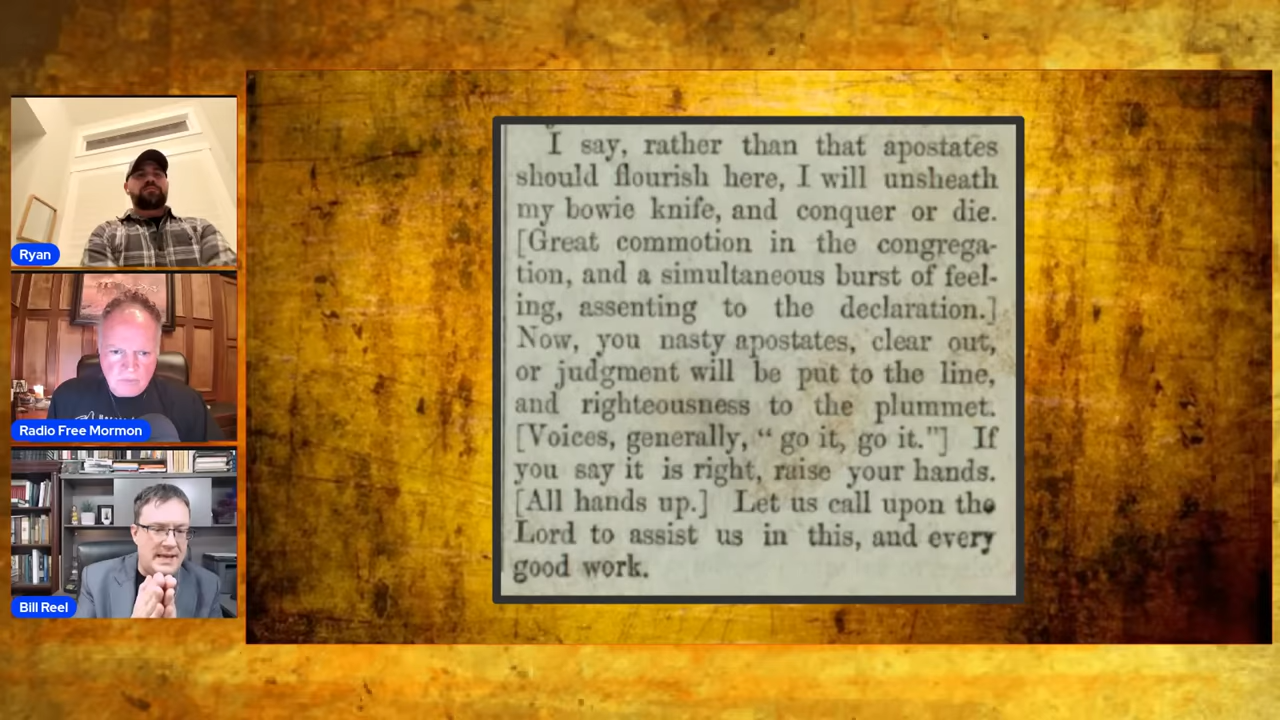 Ryan
Radio Free Mormon
Bill Reel
I say, rather than that apostates
should flourish here, I will unsheath
my bowie knife, and conquer or die.
[Great commotion in the congrega-
tion, and a simultaneous burst of feel-
ing, assenting to the declaration.]
Now, you nasty apostates, clear out,
or judgment will be put to the line,
and righteousness to the plummet.
[Voices, generally, “ go it, go it.”] If
you say it is right, raise your hands.
[All hands up.] Let us call upon the
Lord to assist us in this, and every
good work.